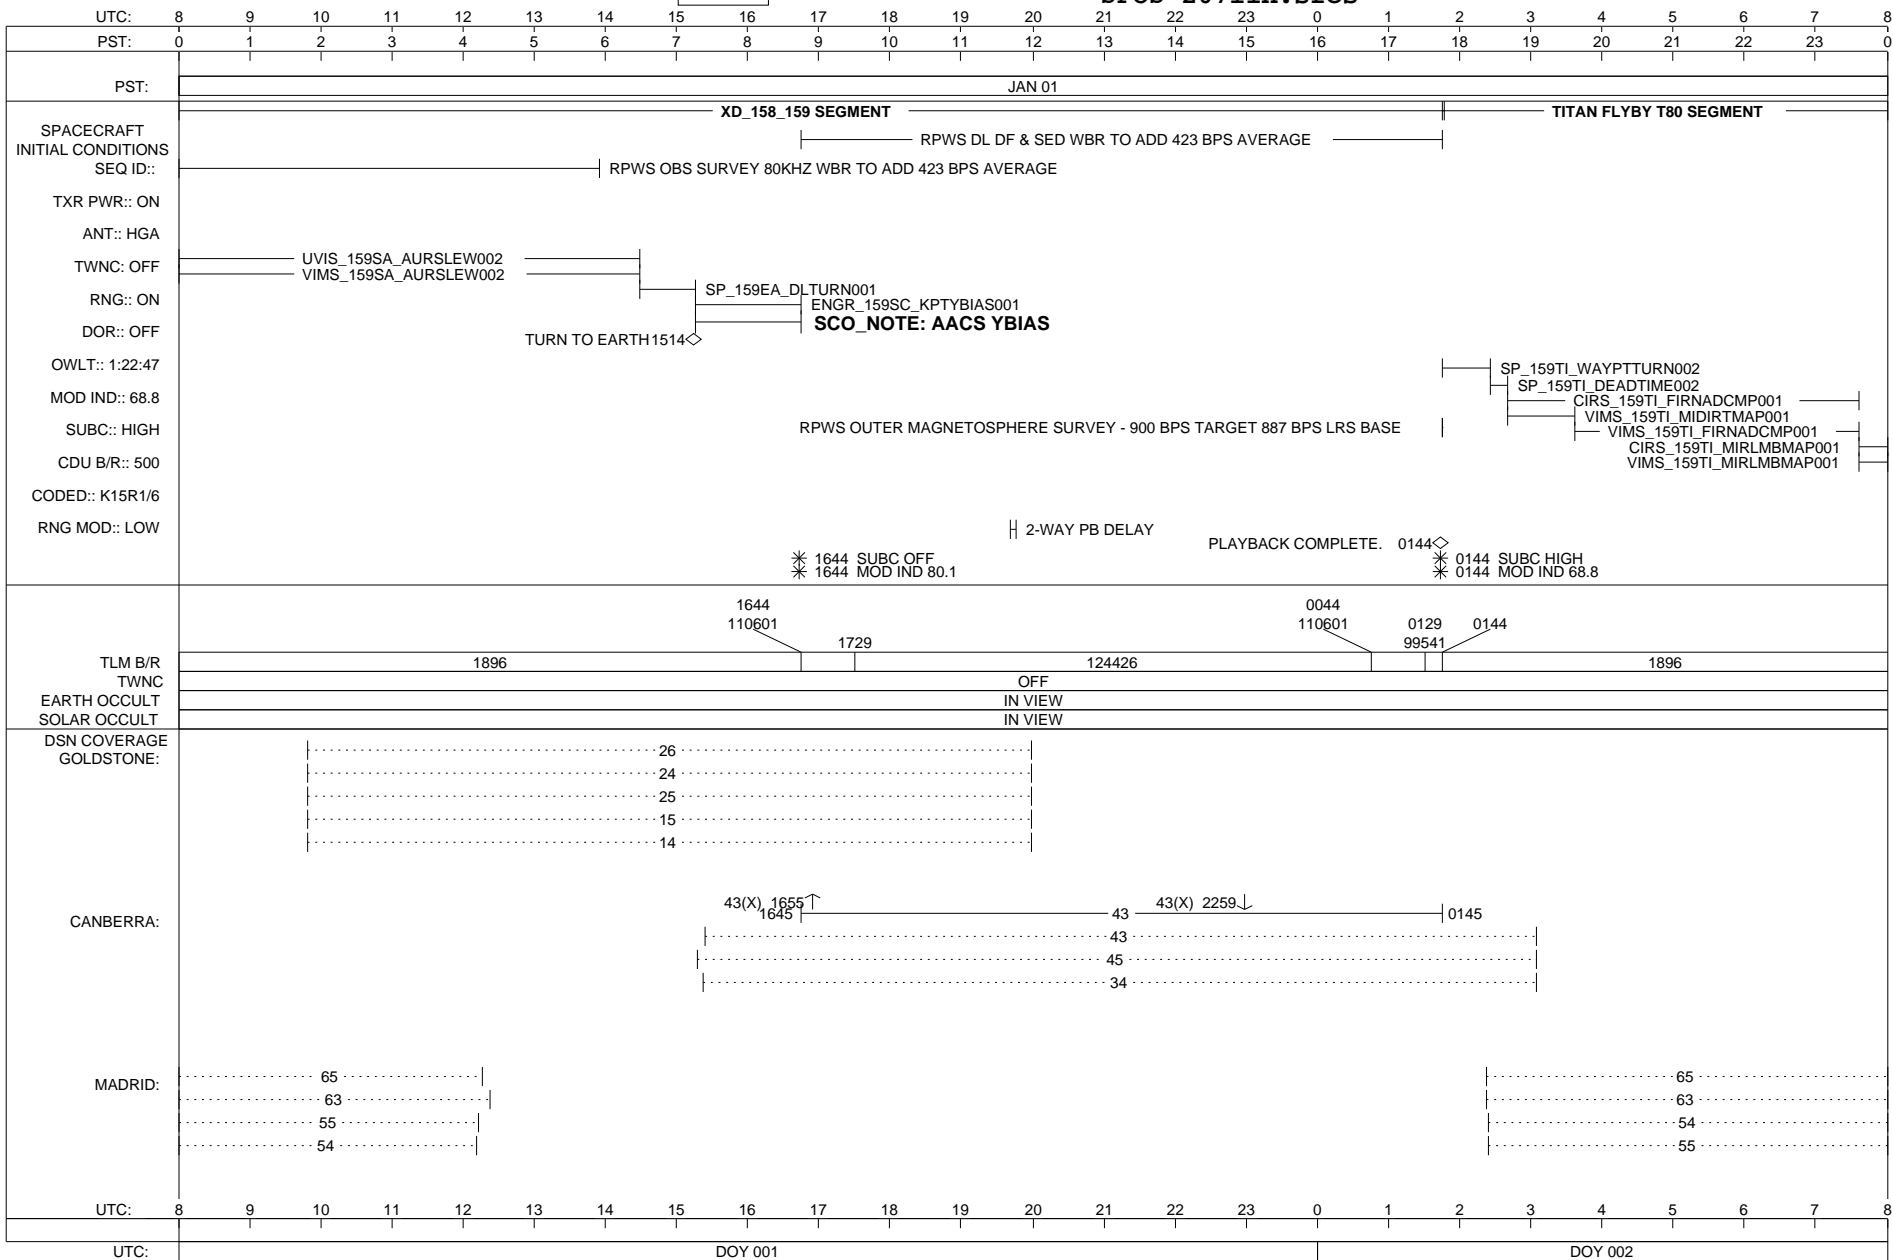 UTC: 8 9 10 11 12 13 14 15 16 17 18 19 20 21 22 23 0 1 2 3 4 5 6 7 8
PST: 0 1 2 3 4 5 6 7 8 9 10 11 12 13 14 15 16 17 18 19 20 21 22 23 0
PST: JAN 01
XD_158_159 SEGMENT TITAN FLYBY T80 SEGMENT
SPACECRAFT
INITIAL CONDITIONS
RPWS DL DF & SED WBR TO ADD 423 BPS AVERAGE
SEQ ID:: RPWS OBS SURVEY 80KHZ WBR TO ADD 423 BPS AVERAGE
TXR PWR:: ON
ANT:: HGA
UVIS_159SA_AURSLEW002
TWNC: OFF
VIMS_159SA_AURSLEW002
SP_159EA_DLTURN001
RNG:: ON
ENGR_159SC_KPTYBIAS001
SCO_NOTE: AACS YBIAS
DOR:: OFF
TURN TO EARTH1514
OWLT:: 1:22:47
SP_159TI_WAYPTTURN002
SP_159TI_DEADTIME002
MOD IND:: 68.8
CIRS_159TI_FIRNADCMP001
VIMS_159TI_MIDIRTMAP001
SUBC:: HIGH
RPWS OUTER MAGNETOSPHERE SURVEY - 900 BPS TARGET 887 BPS LRS BASE
VIMS_159TI_FIRNADCMP001
CIRS_159TI_MIRLMBMAP001
CDU B/R:: 500
VIMS_159TI_MIRLMBMAP001
CODED:: K15R1/6
RNG MOD:: LOW
2-WAY PB DELAY
PLAYBACK COMPLETE. 0144
1644 SUBC OFF 0144 SUBC HIGH
1644 MOD IND 80.1 0144 MOD IND 68.8
1644 0044
110601 110601 0129 0144
1729 99541
TLM B/R 1896 124426 1896
TWNC OFF
EARTH OCCULT IN VIEW
SOLAR OCCULT IN VIEW
DSN COVERAGE
GOLDSTONE:
26
24
25
15
14
43(X) 1655 43(X) 2259
CANBERRA: 1645 43 0145
43
45
34
MADRID:
65 65
63 63
55 54
54 55
UTC: 8 9 10 11 12 13 14 15 16 17 18 19 20 21 22 23 0 1 2 3 4 5 6 7 8
UTC: DOY 001 DOY 002